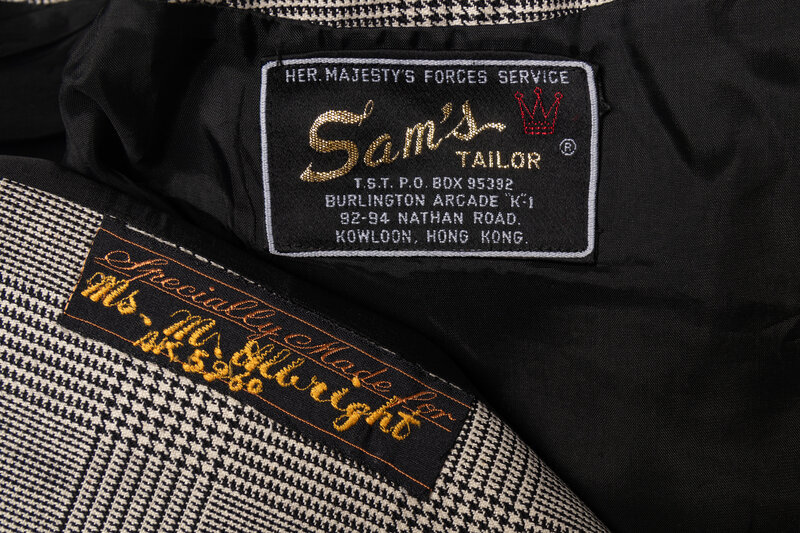 HER. MAJESTY'S FORCES SERVICE
Sam's
TAILOR ®
T.S.T. P.O. BOX 95392
BURLINGTON ARCADE "K"-1
92-94 NATHAN ROAD.
KOWLOON, HONG KONG.
Specially Made for
Ms. M. Albright